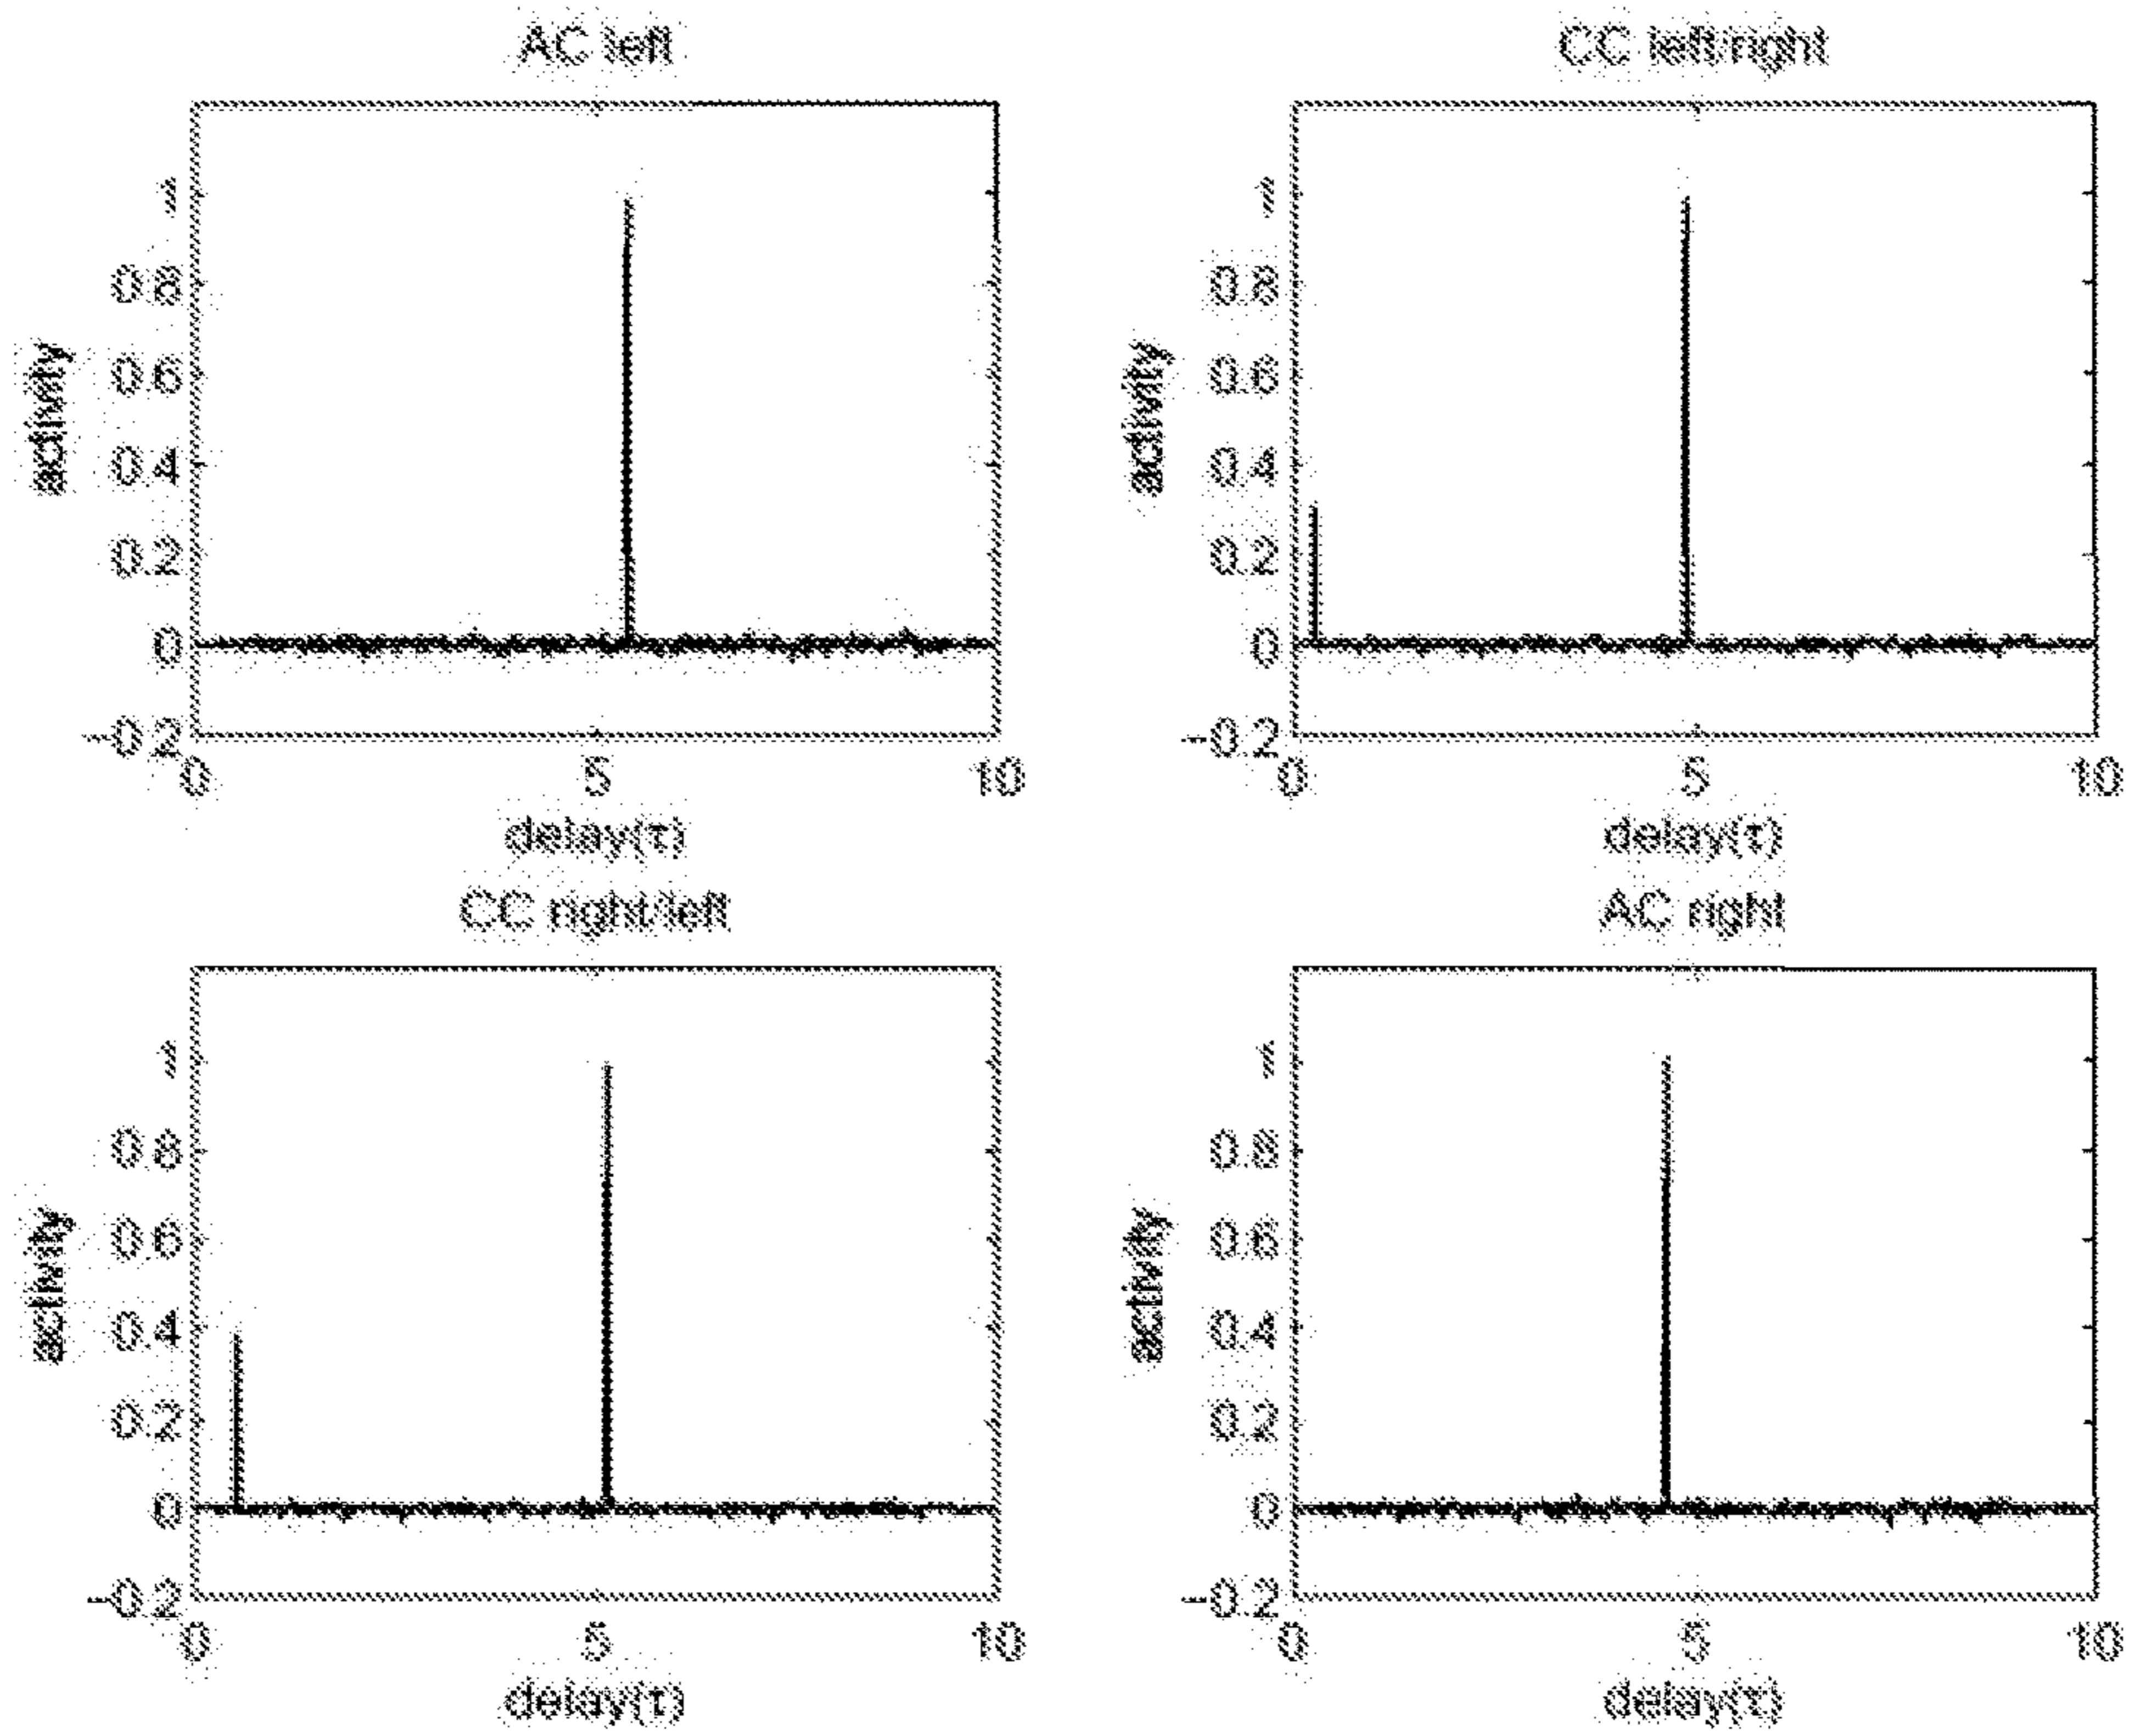 AC left
1
0.8
0.6
0.4
0.2
0
-0.2
activity
0 5 10
delay(τ)
CC left/right
1
0.8
0.6
0.4
0.2
0
-0.2
activity
0 5 10
delay(τ)
CC right/left
1
0.8
0.6
0.4
0.2
0
-0.2
activity
0 5 10
delay(τ)
AC right
1
0.8
0.6
0.4
0.2
0
-0.2
activity
0 5 10
delay(τ)